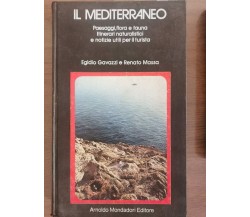 IL MEDITERRANEO
Paesaggi, flora e fauna
Itinerari naturalistici
e notizie utili per il turista
Egidio Gavazzi e Renato Massa
Arnoldo Mondadori Editore